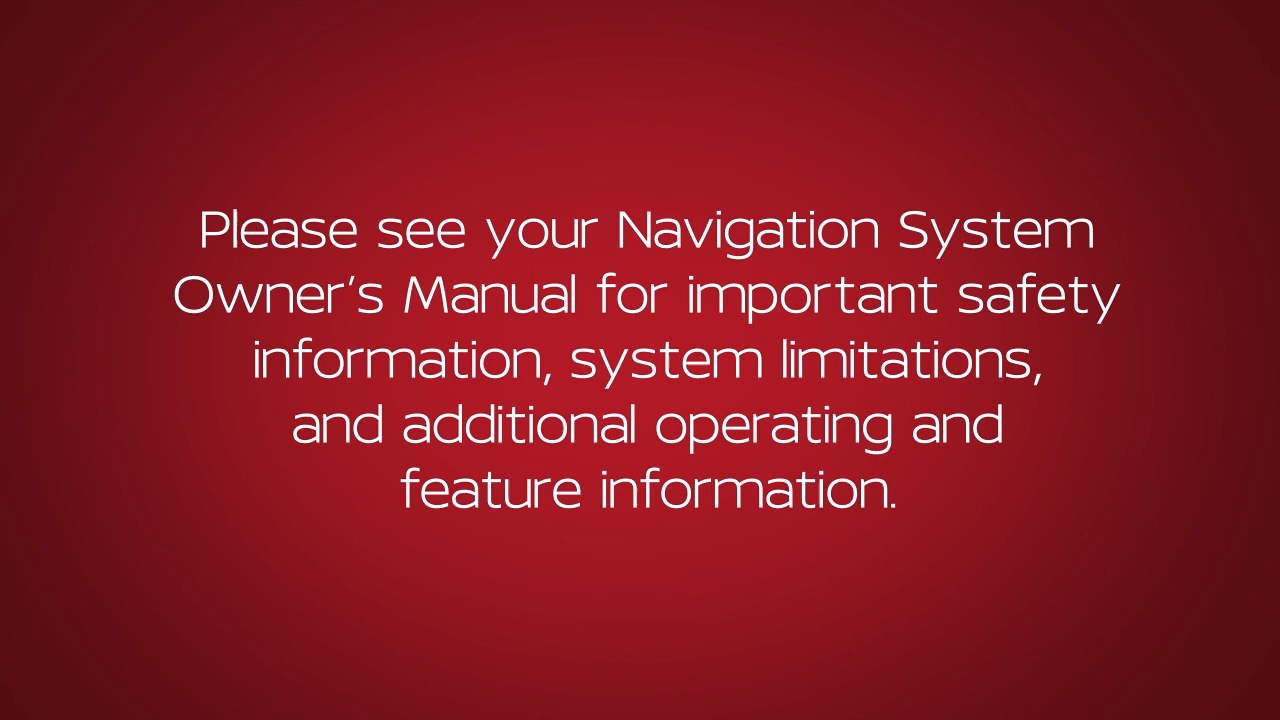 Please see your Navigation System
Owner’s Manual for important safety
information, system limitations,
and additional operating and
feature information.